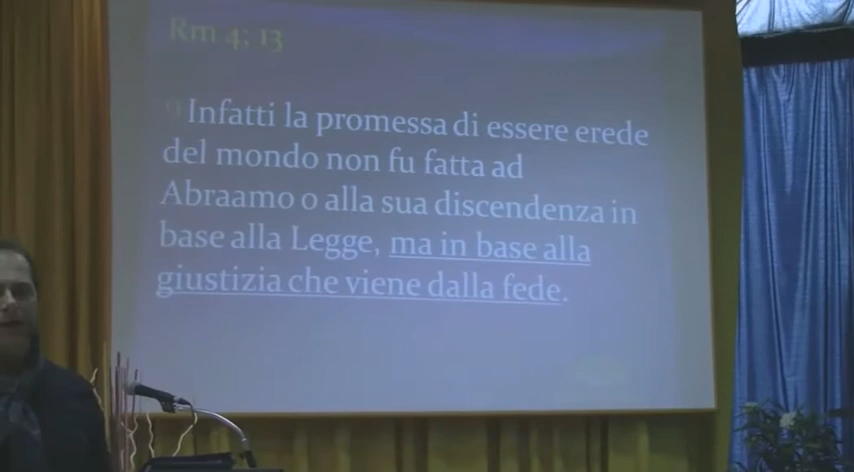 Rm 4; 13
Infatti la promessa di essere erede
del mondo non fu fatta ad
Abraamo o alla sua discendenza in
base alla Legge, ma in base alla
giustizia che viene dalla fede.